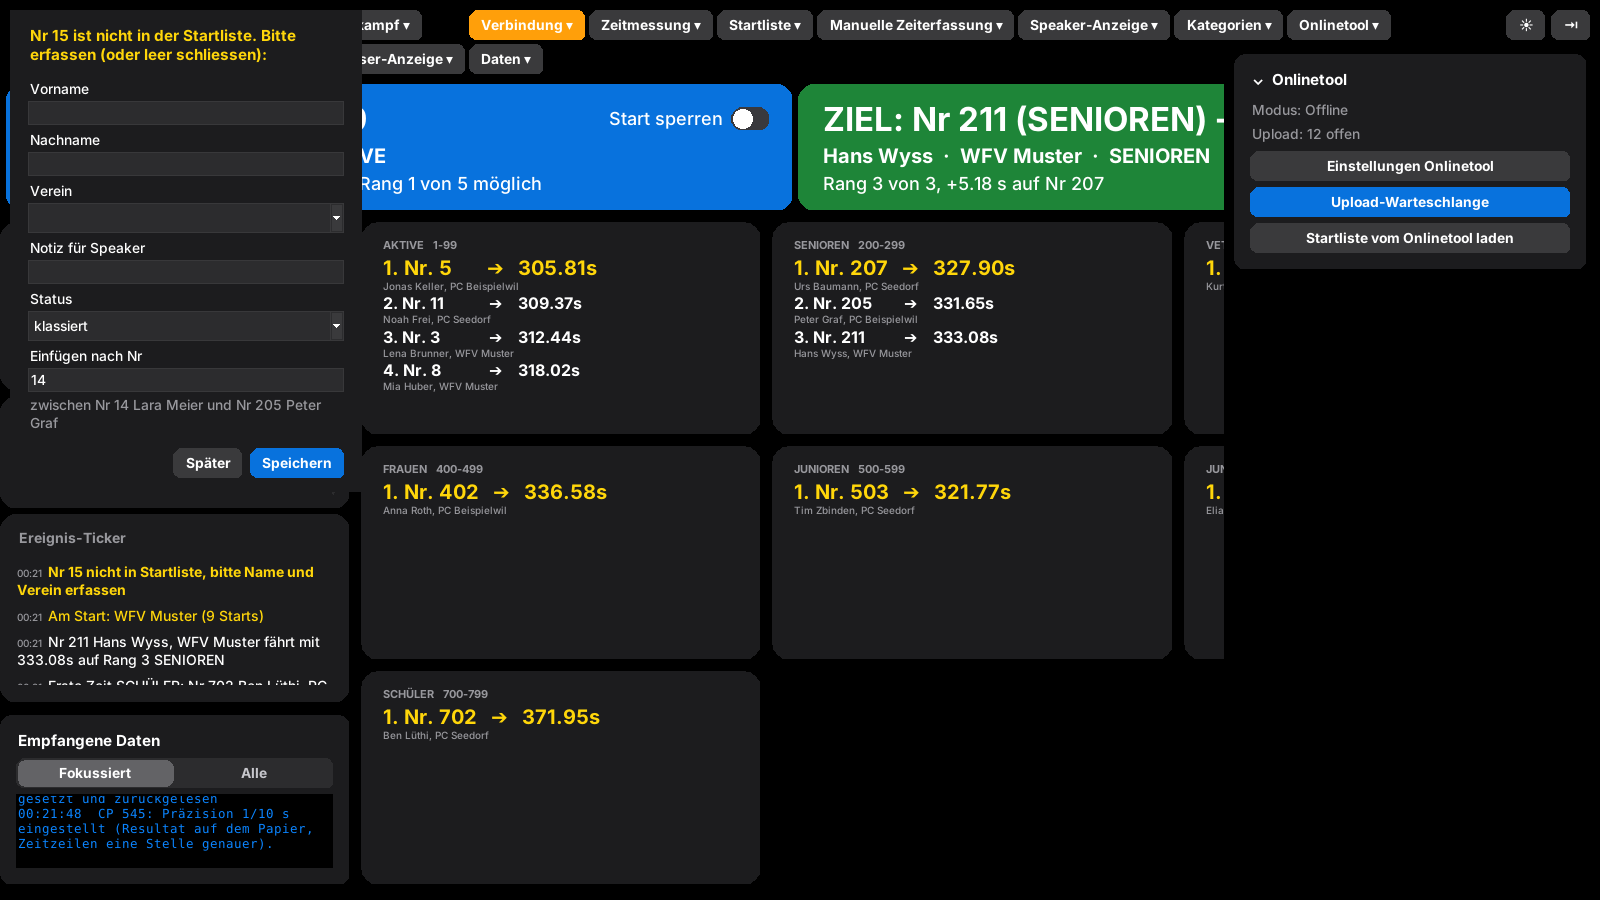 Nr 15 ist nicht in der Startliste. Bitte
erfassen (oder leer schliessen):
Vorname
Nachname
Verein
Notiz für Speaker
Status
klassiert
Einfügen nach Nr
14
zwischen Nr 14 Lara Meier und Nr 205 Peter
Graf
Später
Speichern
Verbindung ▾
Zeitmessung ▾
Startliste ▾
Manuelle Zeiterfassung ▾
Speaker-Anzeige ▾
Kategorien ▾
Onlinetool ▾
Daten ▾
Start sperren
Rang 1 von 5 möglich
ZIEL: Nr 211 (SENIOREN) -
Hans Wyss · WFV Muster · SENIOREN
Rang 3 von 3, +5.18 s auf Nr 207
Onlinetool
Modus: Offline
Upload: 12 offen
Einstellungen Onlinetool
Upload-Warteschlange
Startliste vom Onlinetool laden
AKTIVE 1-99
1. Nr. 5 → 305.81s
Jonas Keller, PC Beispielwil
2. Nr. 11 → 309.37s
Noah Frei, PC Seedorf
3. Nr. 3 → 312.44s
Lena Brunner, WFV Muster
4. Nr. 8 → 318.02s
Mia Huber, WFV Muster
SENIOREN 200-299
1. Nr. 207 → 327.90s
Urs Baumann, PC Seedorf
2. Nr. 205 → 331.65s
Peter Graf, PC Beispielwil
3. Nr. 211 → 333.08s
Hans Wyss, WFV Muster
1.
FRAUEN 400-499
1. Nr. 402 → 336.58s
Anna Roth, PC Beispielwil
JUNIOREN 500-599
1. Nr. 503 → 321.77s
Tim Zbinden, PC Seedorf
1.
SCHÜLER 700-799
1. Nr. 702 → 371.95s
Ben Lüthi, PC Seedorf
Ereignis-Ticker
00:21 Nr 15 nicht in Startliste, bitte Name und
Verein erfassen
00:21 Am Start: WFV Muster (9 Starts)
00:21 Nr 211 Hans Wyss, WFV Muster fährt mit
333.08s auf Rang 3 SENIOREN
Empfangene Daten
Fokussiert
Alle
gesetzt und zurückgelesen
00:21:48 CP 545: Präzision 1/10 s
eingestellt (Resultat auf dem Papier,
Zeitzeilen eine Stelle genauer).